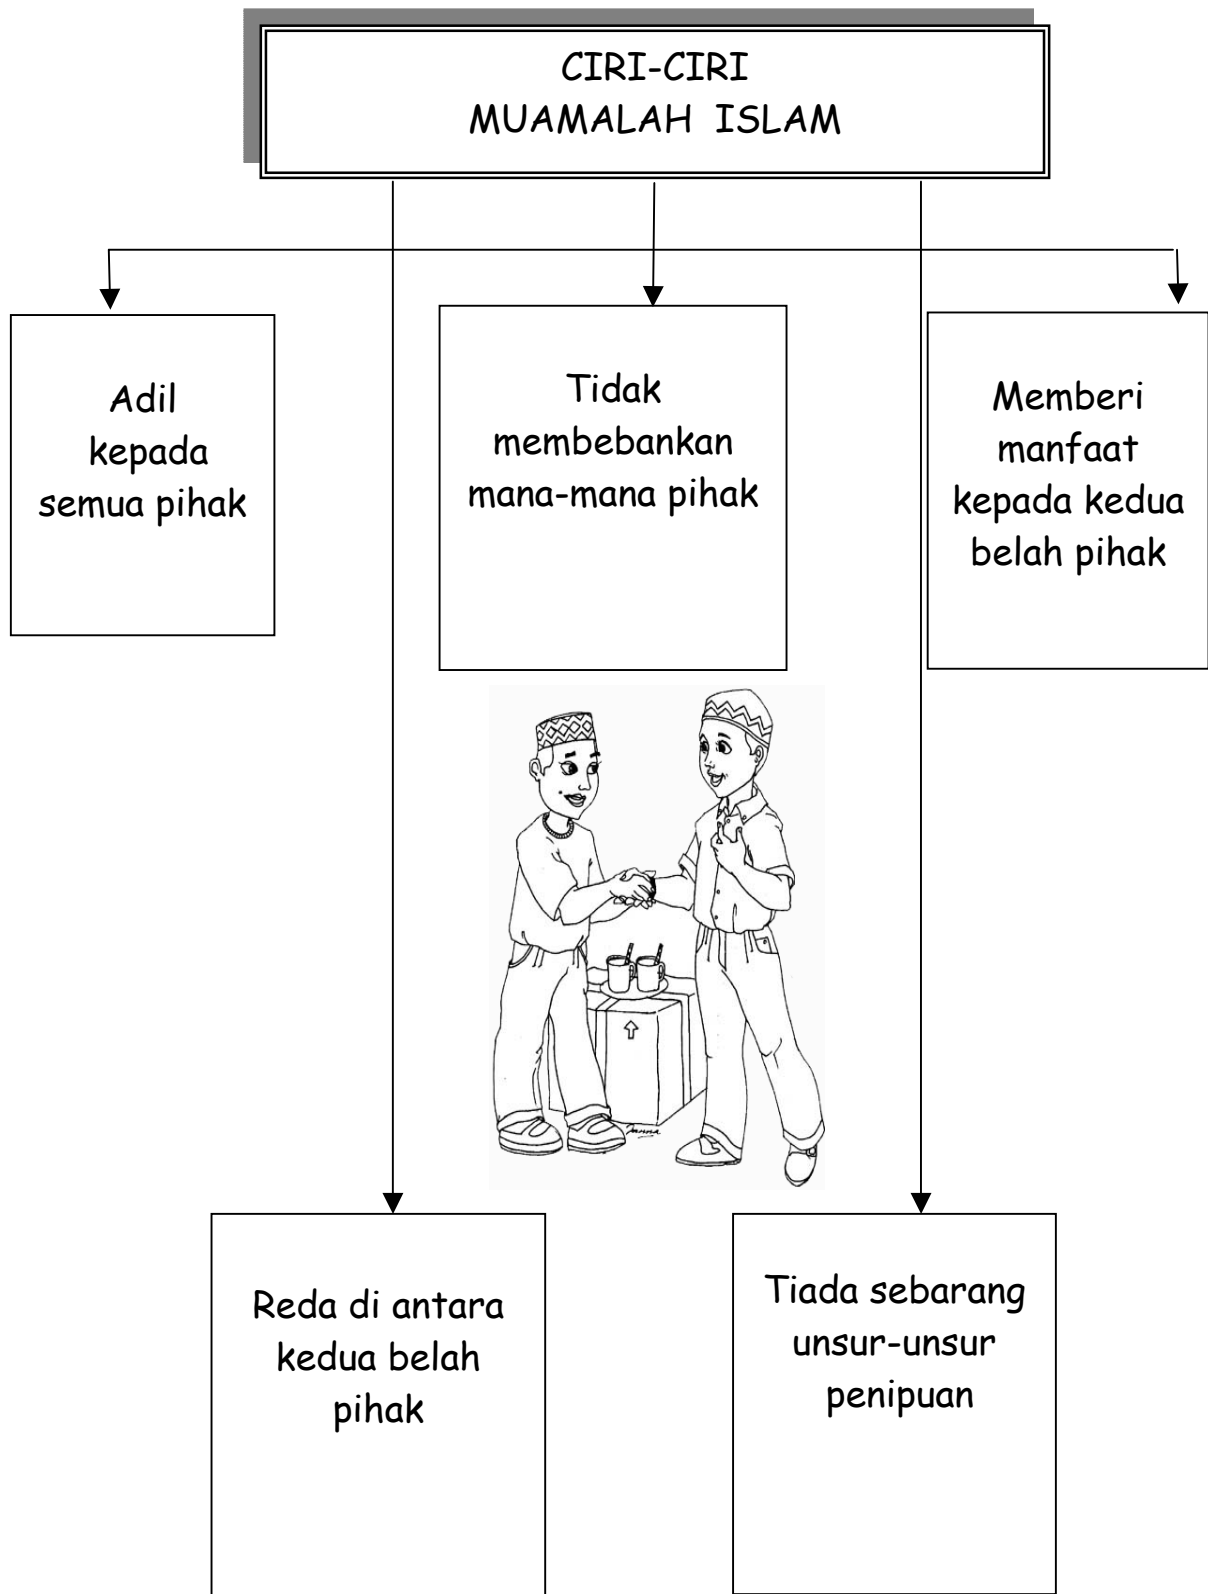 CIRI-CIRI
MUAMALAH ISLAM
Adil
kepada
semua pihak
Tidak
membebankan
mana-mana pihak
Memberi
manfaat
kepada kedua
belah pihak
Reda di antara
kedua belah
pihak
Tiada sebarang
unsur-unsur
penipuan